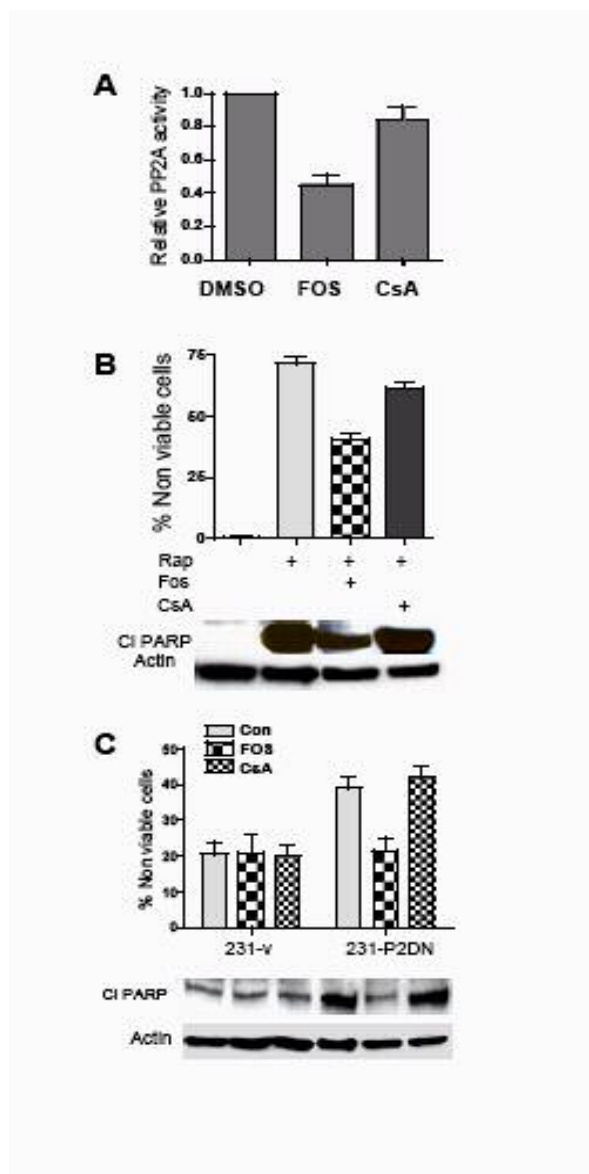 A
Relative PP2A activity
1.0
0.8
0.6
0.4
0.2
0.0
DMSO FOS CsA
B
% Non viable cells
75
50
25
0
Rap + + +
Fos +
CsA +
Cl PARP
Actin
C
Con
FOS
CsA
% Non viable cells
50
40
30
20
10
0
231-v 231-P2DN
Cl PARP
Actin